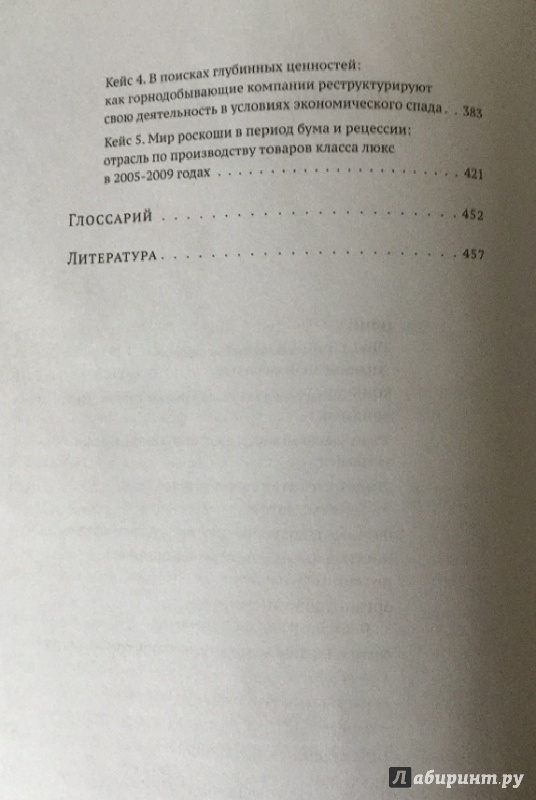 Кейс 4. В поисках глубинных ценностей:
как горнодобывающие компании реструктурируют
свою деятельность в условиях экономического спада . . 383
Кейс 5. Мир роскоши в период бума и рецессии:
отрасль по производству товаров класса люкс
в 2005-2009 годах . . . . . . . . . . . . . . . . . . . . 421
Глоссарий . . . . . . . . . . . . . . . . . . . . 452
Литература . . . . . . . . . . . . . . . . . . . . 457
Лабиринт.ру